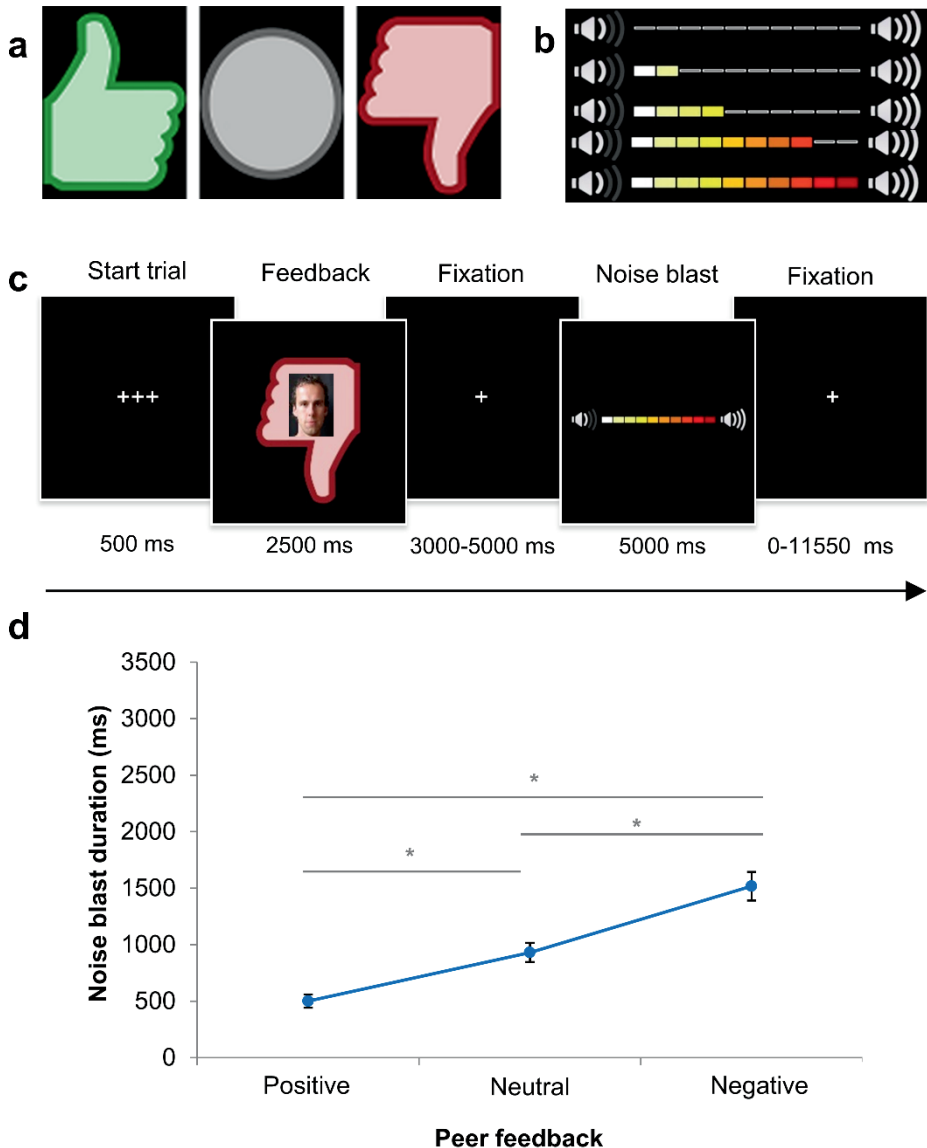 a
b
c
Start trial
Feedback
Fixation
Noise blast
Fixation
+++
+
+
500 ms
2500 ms
3000-5000 ms
5000 ms
0-11550 ms
d
3500
3000
2500
2000
1500
1000
500
0
Noise blast duration (ms)
*
*
*
Positive
Neutral
Negative
Peer feedback